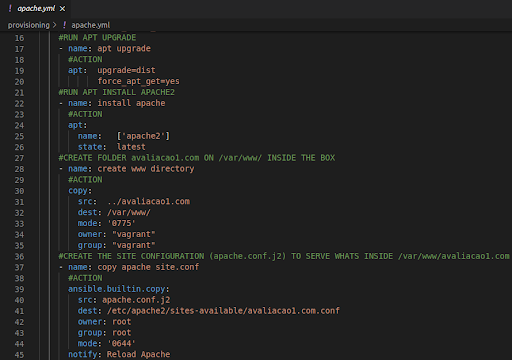 ! apache.yml ×
provisioning > ! apache.yml
16 #RUN APT UPGRADE
17 - name: apt upgrade
18 #ACTION
19 apt: upgrade=dist
20 force_apt_get=yes
21 #RUN APT INSTALL APACHE2
22 - name: install apache
23 #ACTION
24 apt:
25 name: ['apache2']
26 state: latest
27 #CREATE FOLDER avaliacao1.com ON /var/www/ INSIDE THE BOX
28 - name: create www directory
29 #ACTION
30 copy:
31 src: ../avaliacao1.com
32 dest: /var/www/
33 mode: '0775'
34 owner: "vagrant"
35 group: "vagrant"
36 #CREATE THE SITE CONFIGURATION (apache.conf.j2) TO SERVE WHATS INSIDE /var/www/avaliacao1.com
37 - name: copy apache site.conf
38 #ACTION
39 ansible.builtin.copy:
40 src: apache.conf.j2
41 dest: /etc/apache2/sites-available/avaliacao1.com.conf
42 owner: root
43 group: root
44 mode: '0644'
45 notify: Reload Apache